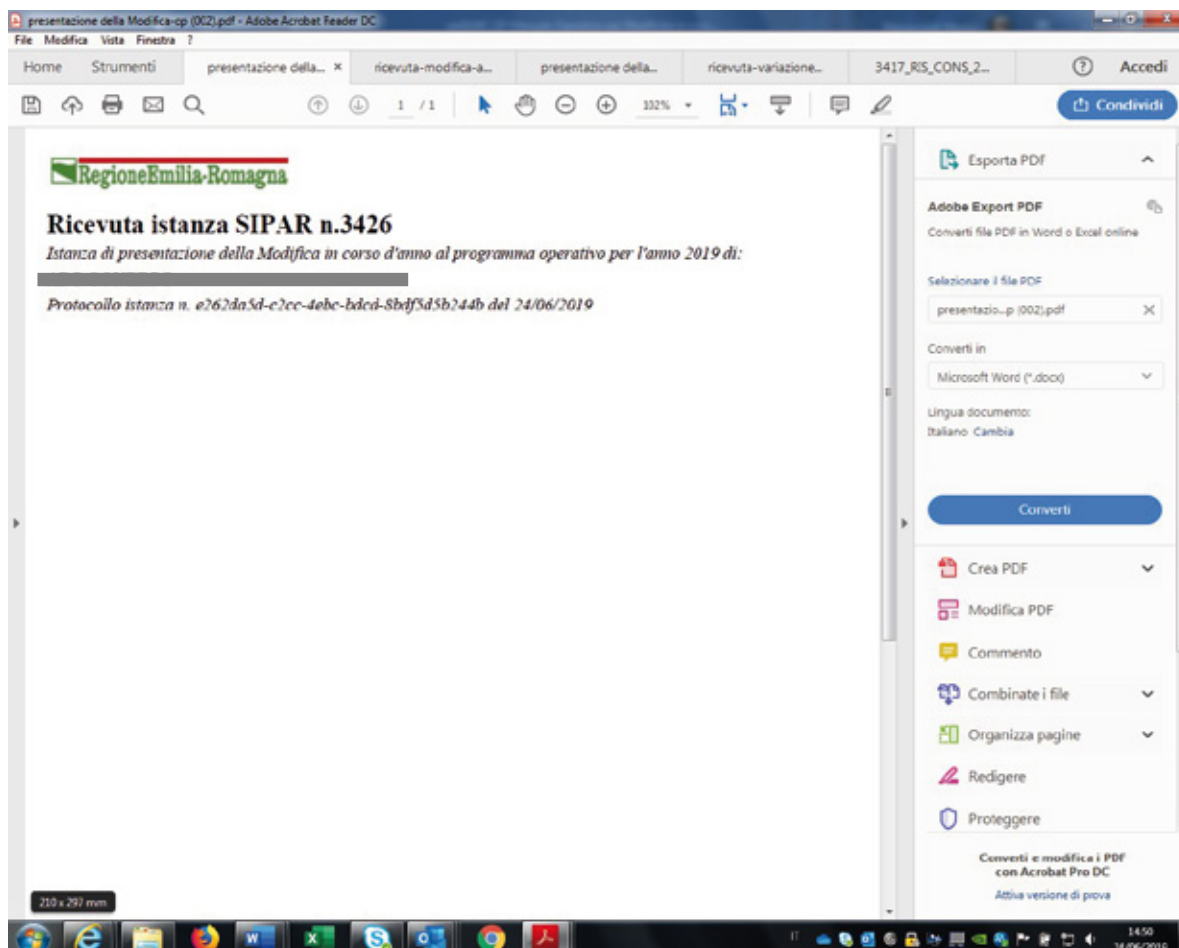 presentazione della Modifica-cp (002).pdf - Adobe Acrobat Reader DC
File Modifica Vista Finestra ?
Home Strumenti presentazione della... × ricevuta-modifica-a... presentazione della... ricevuta-variazione... 3417_RIS_CONS_2... Accedi
1 / 1 102% Condividi
RegioneEmilia-Romagna
Ricevuta istanza SIPAR n.3426
Istanza di presentazione della Modifica in corso d'anno al programma operativo per l'anno 2019 di:
Protocollo istanza n. e262da5d-c2cc-4ebc-bdcd-8bdf5d5b244b del 24/06/2019
210 x 297 mm
Esporta PDF
Adobe Export PDF
Converti file PDF in Word o Excel online
Selezionare il file PDF
presentazio...p (002).pdf
Converti in
Microsoft Word (*.docx)
Lingua documento:
Italiano Cambia
Converti
Crea PDF
Modifica PDF
Commento
Combinate i file
Organizza pagine
Redigere
Proteggere
Converti e modifica i PDF
con Acrobat Pro DC
Attiva versione di prova
IT 14:50